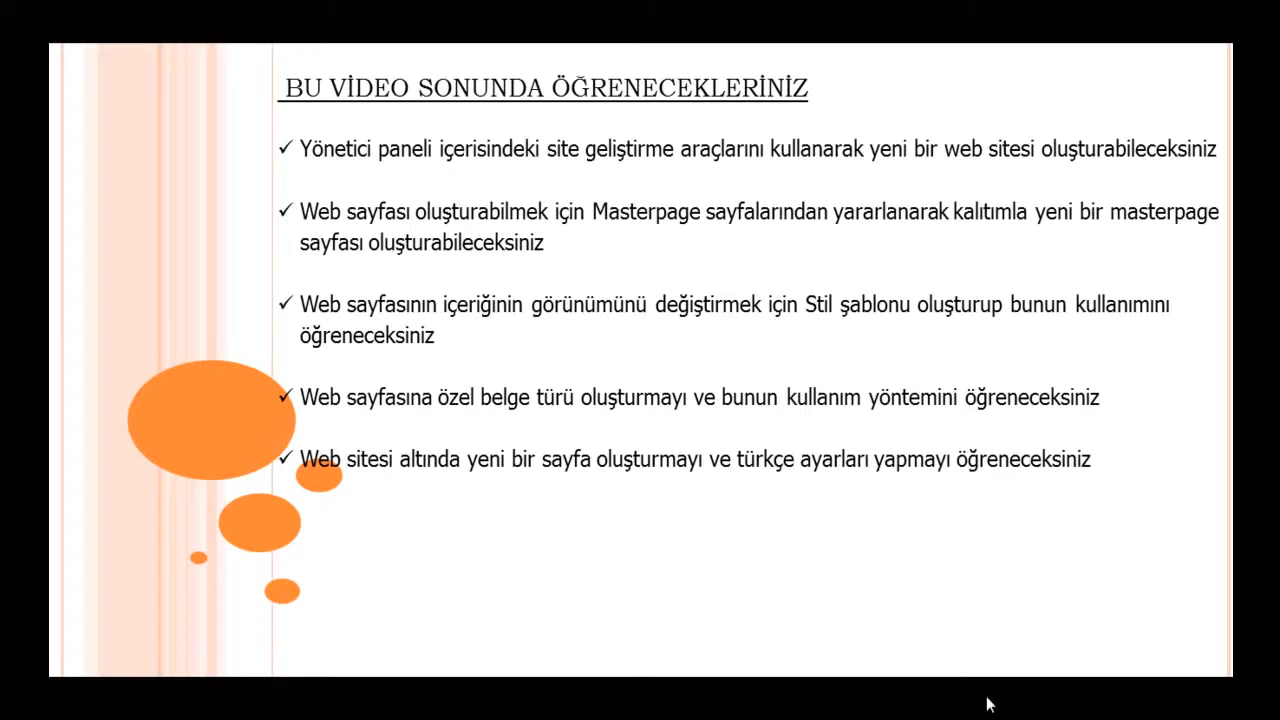 BU VİDEO SONUNDA ÖĞRENECEKLERİNİZ
✓ Yönetici paneli içerisindeki site geliştirme araçlarını kullanarak yeni bir web sitesi oluşturabileceksiniz
✓ Web sayfası oluşturabilmek için Masterpage sayfalarından yararlanarak kalıtımla yeni bir masterpage
sayfası oluşturabileceksiniz
✓ Web sayfasının içeriğinin görünümünü değiştirmek için Stil şablonu oluşturup bunun kullanımını
öğreneceksiniz
✓ Web sayfasına özel belge türü oluşturmayı ve bunun kullanım yöntemini öğreneceksiniz
✓ Web sitesi altında yeni bir sayfa oluşturmayı ve türkçe ayarları yapmayı öğreneceksiniz